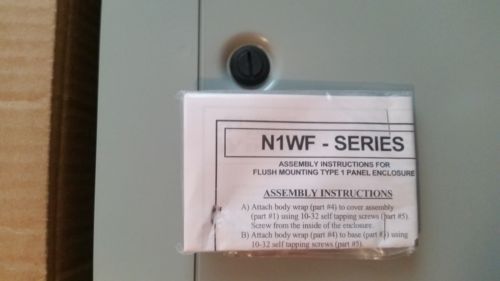 N1WF - SERIES
ASSEMBLY INSTRUCTIONS FOR
FLUSH MOUNTING TYPE 1 PANEL ENCLOSURE
ASSEMBLY INSTRUCTIONS
A) Attach body wrap (part #4) to cover assembly
(part #1) using 10-32 self tapping screws (part #5).
Screw from the inside of the enclosure.
B) Attach body wrap (part #4) to base (part #3) using
10-32 self tapping screws (part #5).